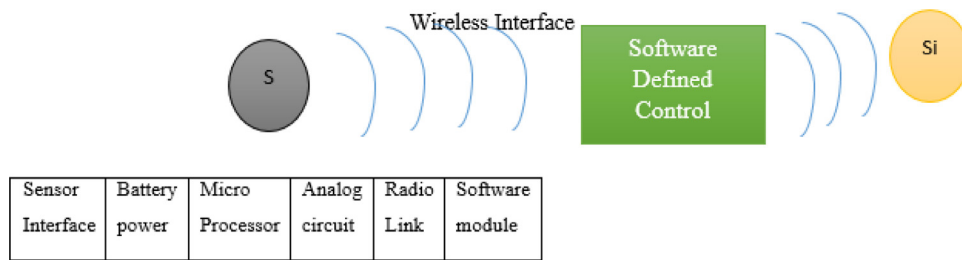 Wireless Interface
S
Software
Defined
Control
Si
Sensor
Interface
Battery
power
Micro
Processor
Analog
circuit
Radio
Link
Software
module